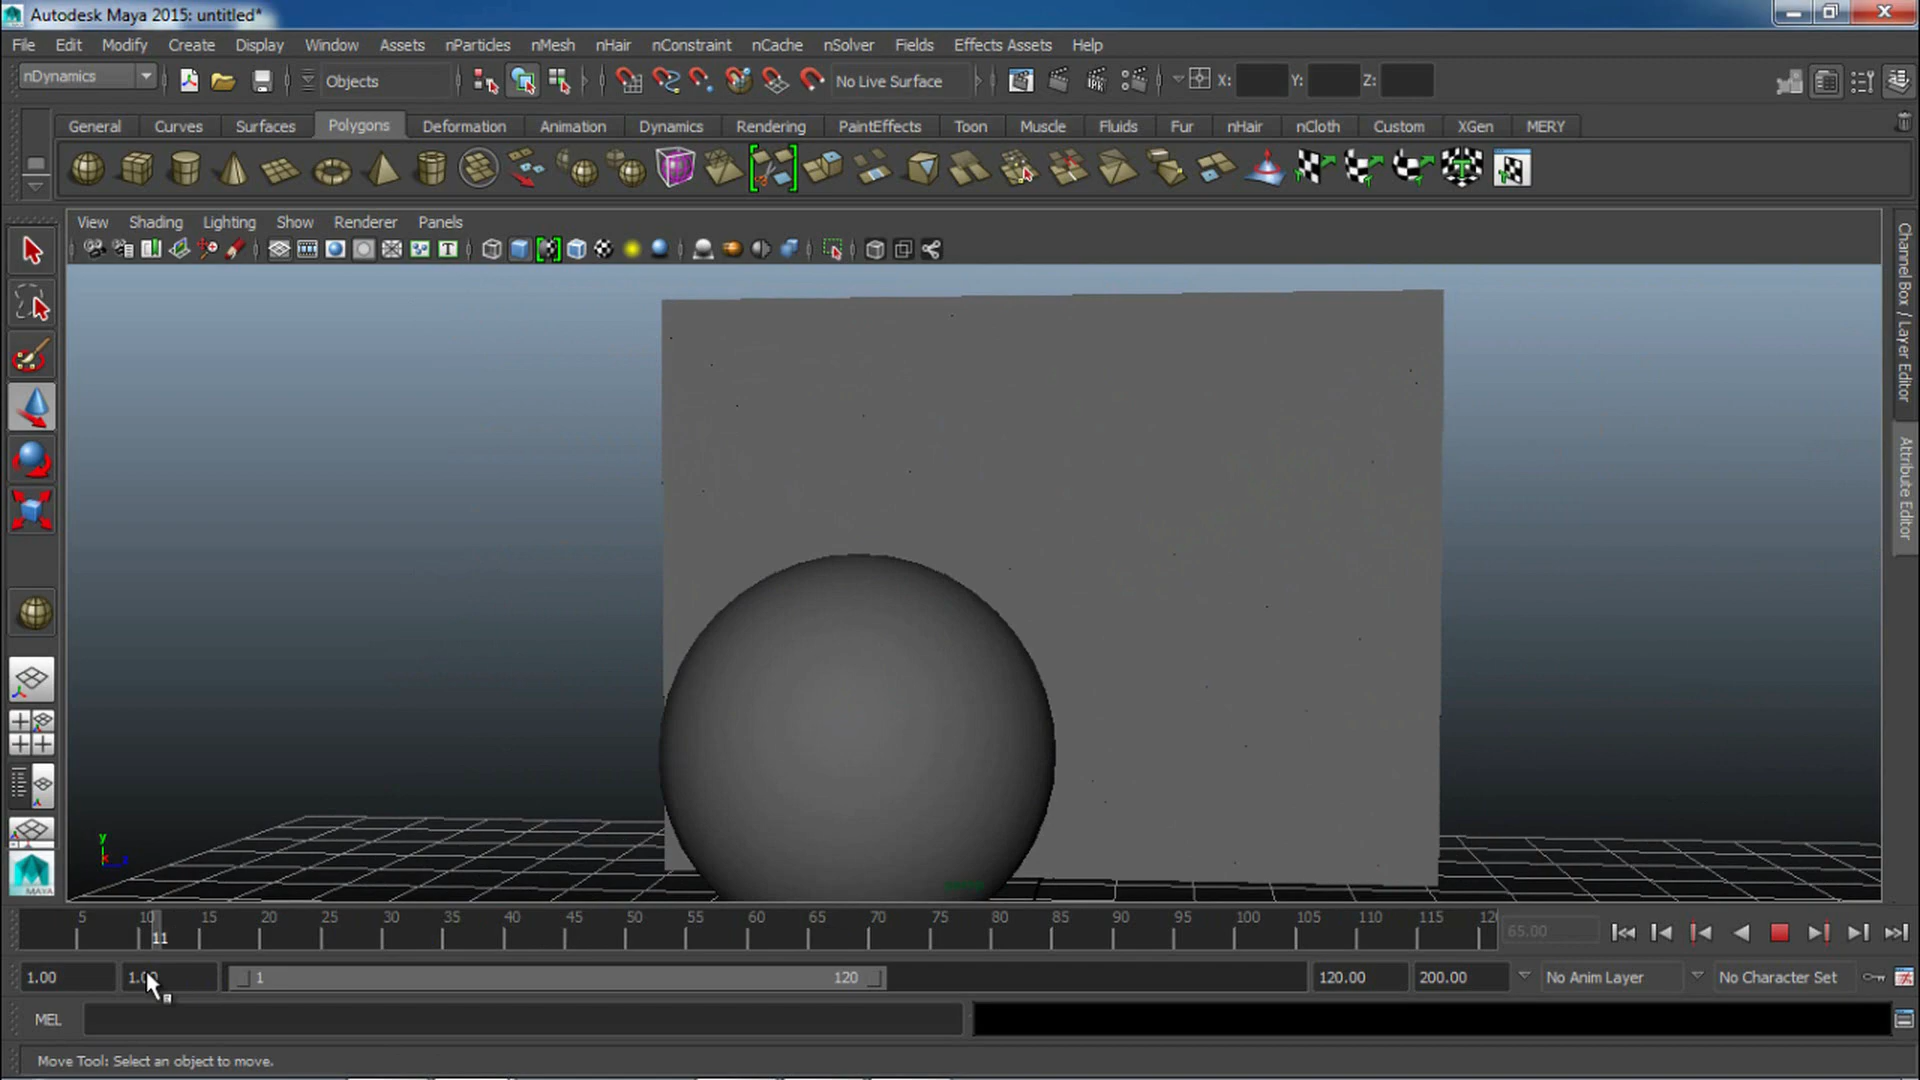 Autodesk Maya 2015: untitled*
File Edit Modify Create Display Window Assets nParticles nMesh nHair nConstraint nCache nSolver Fields Effects Assets Help
nDynamics Objects No Live Surface X: Y: Z:
General Curves Surfaces Polygons Deformation Animation Dynamics Rendering PaintEffects Toon Muscle Fluids Fur nHair nCloth Custom XGen MERY
View Shading Lighting Show Renderer Panels
Channel Box / Layer Editor
Attribute Editor
y
MAYA
5 10 15 20 25 30 35 40 45 50 55 60 65 70 75 80 85 90 95 100 105 110 115 12
11
65.00
1.00 1.00 1 120 120.00 200.00 No Anim Layer No Character Set
MEL
Move Tool: Select an object to move.